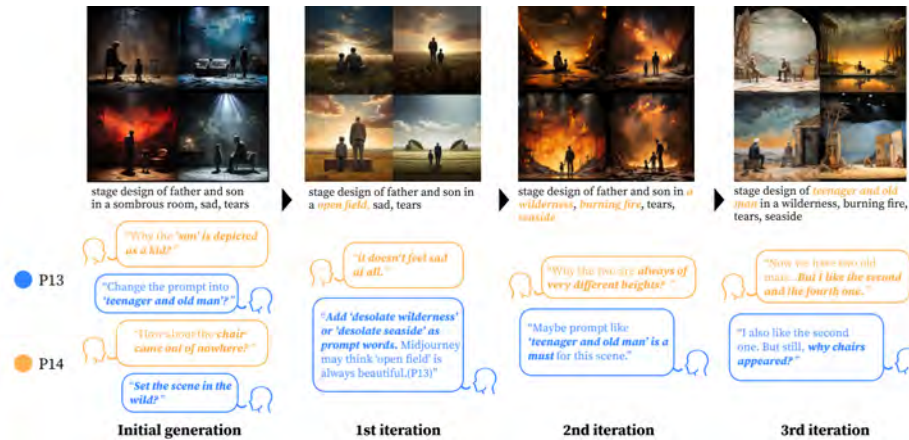 stage design of father and son
in a sombrous room, sad, tears
stage design of father and son in
a open field, sad, tears
stage design of father and son in a
wilderness, burning fire, tears,
seaside
stage design of teenager and old
man in a wilderness, burning fire,
tears, seaside
P13
P14
“Why the ‘son’ is depicted
as a kid?”
“Change the prompt into
‘teenager and old man’?”
chair
came out of nowhere?”
“Set the scene in the
wild?”
“it doesn’t feel sad
at all.”
“Add ‘desolate wilderness’
or ‘desolate seaside’ as
prompt words. Midjourney
may think ‘open field’ is
always beautiful.(P13)”
“Why the two are always of
very different heights?”
“Maybe prompt like
‘teenager and old man’ is a
must for this scene.”
“Now we have two old
man...But i like the second
and the fourth one.”
“I also like the second
one. But still, why chairs
appeared?”
Initial generation
1st iteration
2nd iteration
3rd iteration